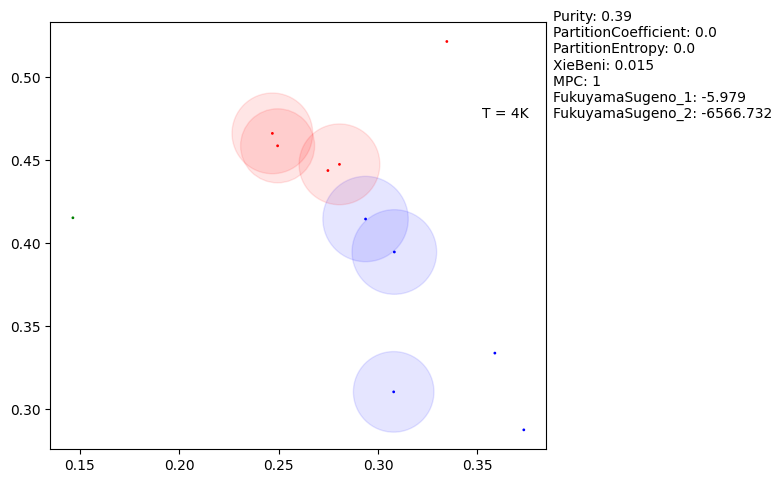 Purity: 0.39
PartitionCoefficient: 0.0
PartitionEntropy: 0.0
XieBeni: 0.015
MPC: 1
FukuyamaSugeno_1: -5.979
FukuyamaSugeno_2: -6566.732
T = 4K
0.50
0.45
0.40
0.35
0.30
0.15
0.20
0.25
0.30
0.35